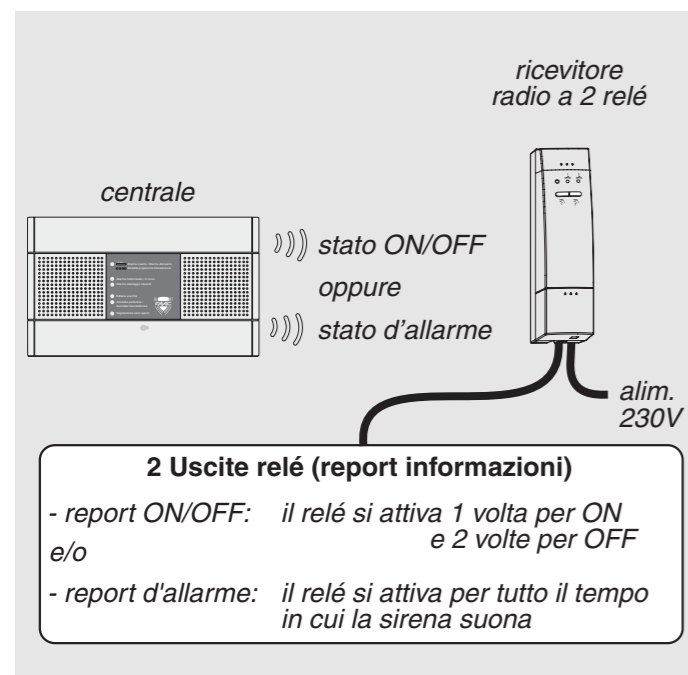 ricevitore
radio a 2 relé
centrale
stato ON/OFF
oppure
stato d'allarme
alim.
230V
2 Uscite relé (report informazioni)
- report ON/OFF: il relé si attiva 1 volta per ON
e 2 volte per OFF
e/o
- report d'allarme: il relé si attiva per tutto il tempo
in cui la sirena suona